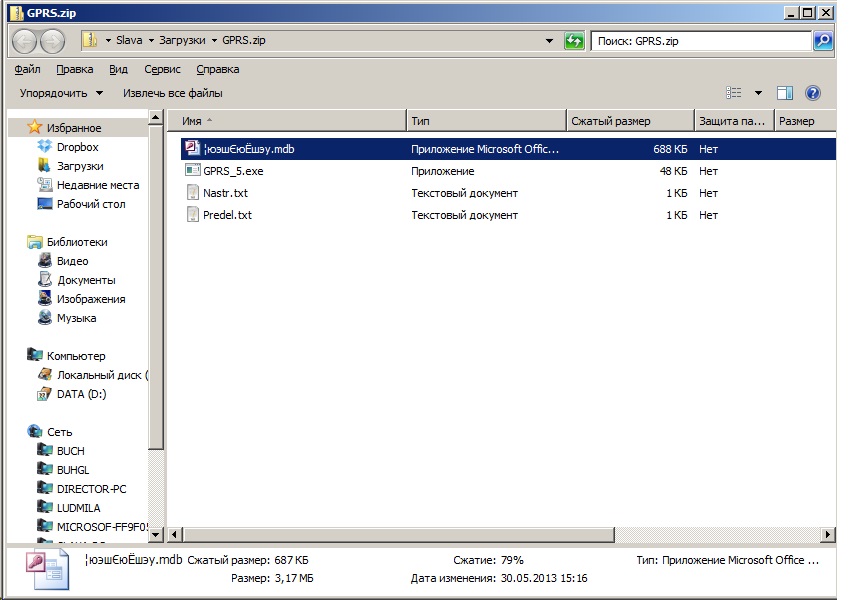 GPRS.zip
Slava Загрузки GPRS.zip Поиск: GPRS.zip
Файл Правка Вид Сервис Справка
Упорядочить Извлечь все файлы
Избранное
Dropbox
Загрузки
Недавние места
Рабочий стол
Библиотеки
Видео
Документы
Изображения
Музыка
Компьютер
Локальный диск (
DATA (D:)
Сеть
BUCH
BUHGL
DIRECTOR-PC
LUDMILA
MICROSOF-FF9F05
Имя Тип Сжатый размер Защита па... Размер
¦юэшЄюЁшэу.mdb Приложение Microsoft Offic... 688 КБ Нет
GPRS_5.exe Приложение 48 КБ Нет
Nastr.txt Текстовый документ 1 КБ Нет
Predel.txt Текстовый документ 1 КБ Нет
¦юэшЄюЁшэу.mdb Сжатый размер: 687 КБ Сжатие: 79% Тип: Приложение Microsoft Office ...
Размер: 3,17 МБ Дата изменения: 30.05.2013 15:16